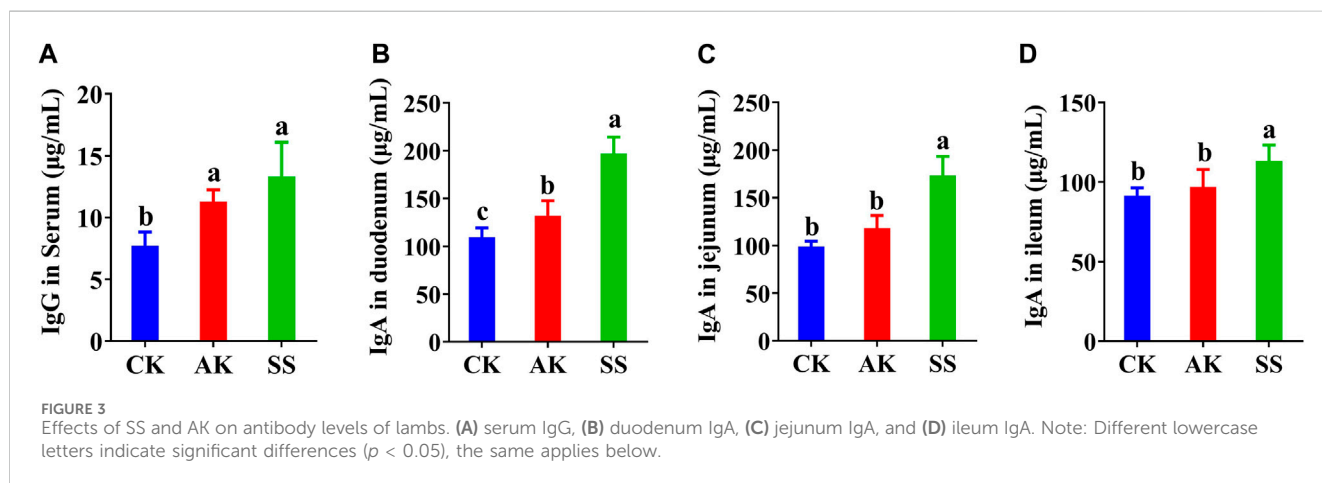 A
IgG in Serum (µg/mL)
20
15
10
5
0
b
a
a
CK AK SS
B
IgA in duodenum (µg/mL)
250
200
150
100
50
0
c
b
a
CK AK SS
C
IgA in jejunum (µg/mL)
250
200
150
100
50
0
b
b
a
CK AK SS
D
IgA in ileum (µg/mL)
150
100
50
0
b
b
a
CK AK SS
FIGURE 3
Effects of SS and AK on antibody levels of lambs. (A) serum IgG, (B) duodenum IgA, (C) jejunum IgA, and (D) ileum IgA. Note: Different lowercase
letters indicate significant differences (p < 0.05), the same applies below.